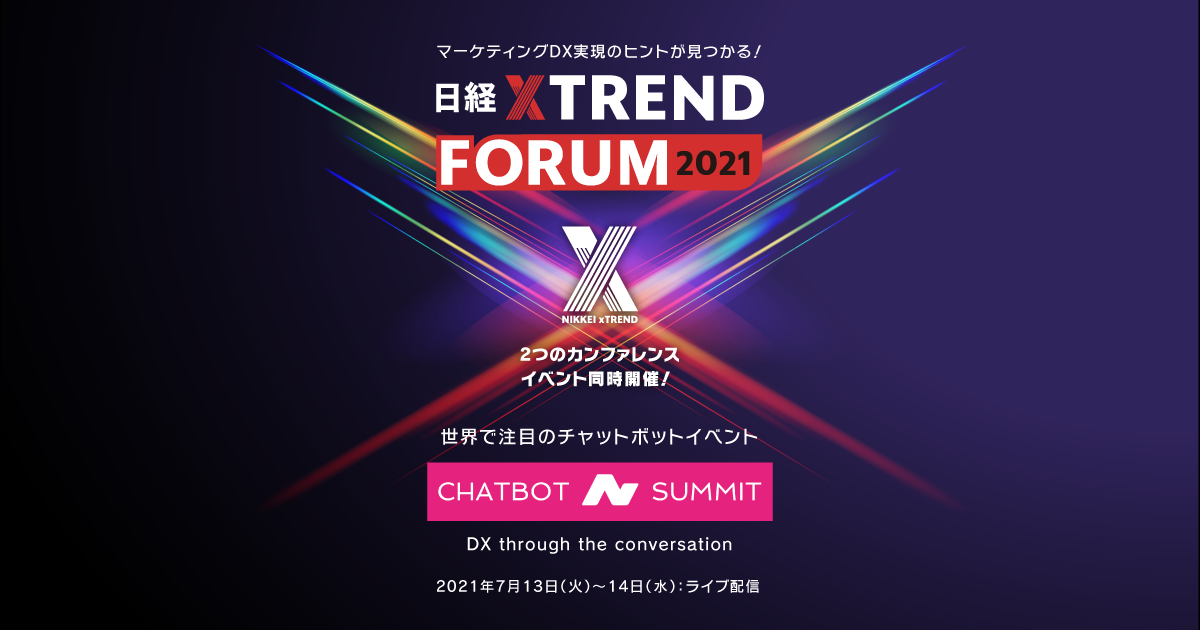 マーケティングDX実現のヒントが見つかる！
日経 XTREND
FORUM 2021
X
NIKKEI xTREND
2つのカンファレンス
イベント同時開催！
世界で注目のチャットボットイベント
CHATBOT N SUMMIT
DX through the conversation
2021年7月13日（火）〜14日（水）：ライブ配信